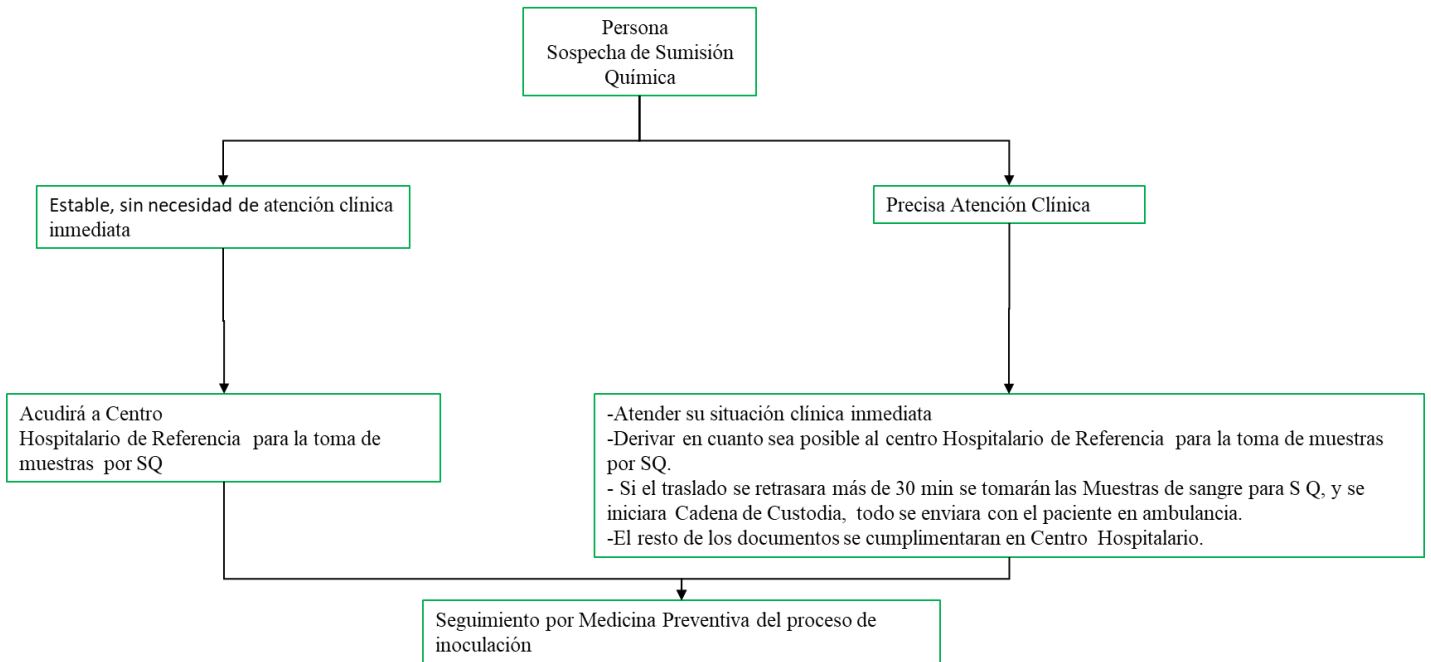 Persona
Sospecha de Sumisión
Química
Estable, sin necesidad de atención clínica
inmediata
Precisa Atención Clínica
Acudirá a Centro
Hospitalario de Referencia para la toma de
muestras por SQ
-Atender su situación clínica inmediata
-Derivar en cuanto sea posible al centro Hospitalario de Referencia para la toma de muestras
por SQ.
- Si el traslado se retrasara más de 30 min se tomarán las Muestras de sangre para S Q, y se
iniciara Cadena de Custodia, todo se enviara con el paciente en ambulancia.
-El resto de los documentos se cumplimentaran en Centro Hospitalario.
Seguimiento por Medicina Preventiva del proceso de
inoculación